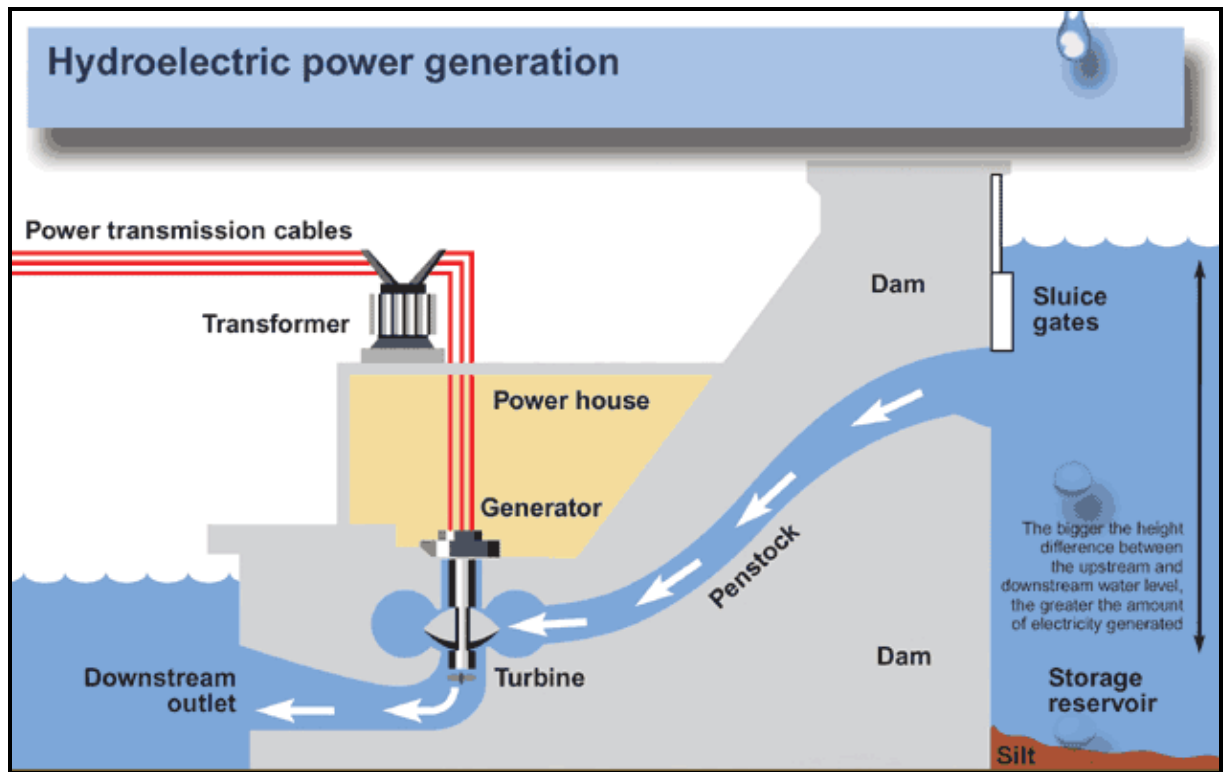 Hydroelectric power generation
Power transmission cables
Transformer
Dam
Sluice
gates
Power house
Generator
Penstock
The bigger the height
difference between
the upstream and
downstream water level,
the greater the amount
of electricity generated
Downstream
outlet
Turbine
Dam
Storage
reservoir
Silt